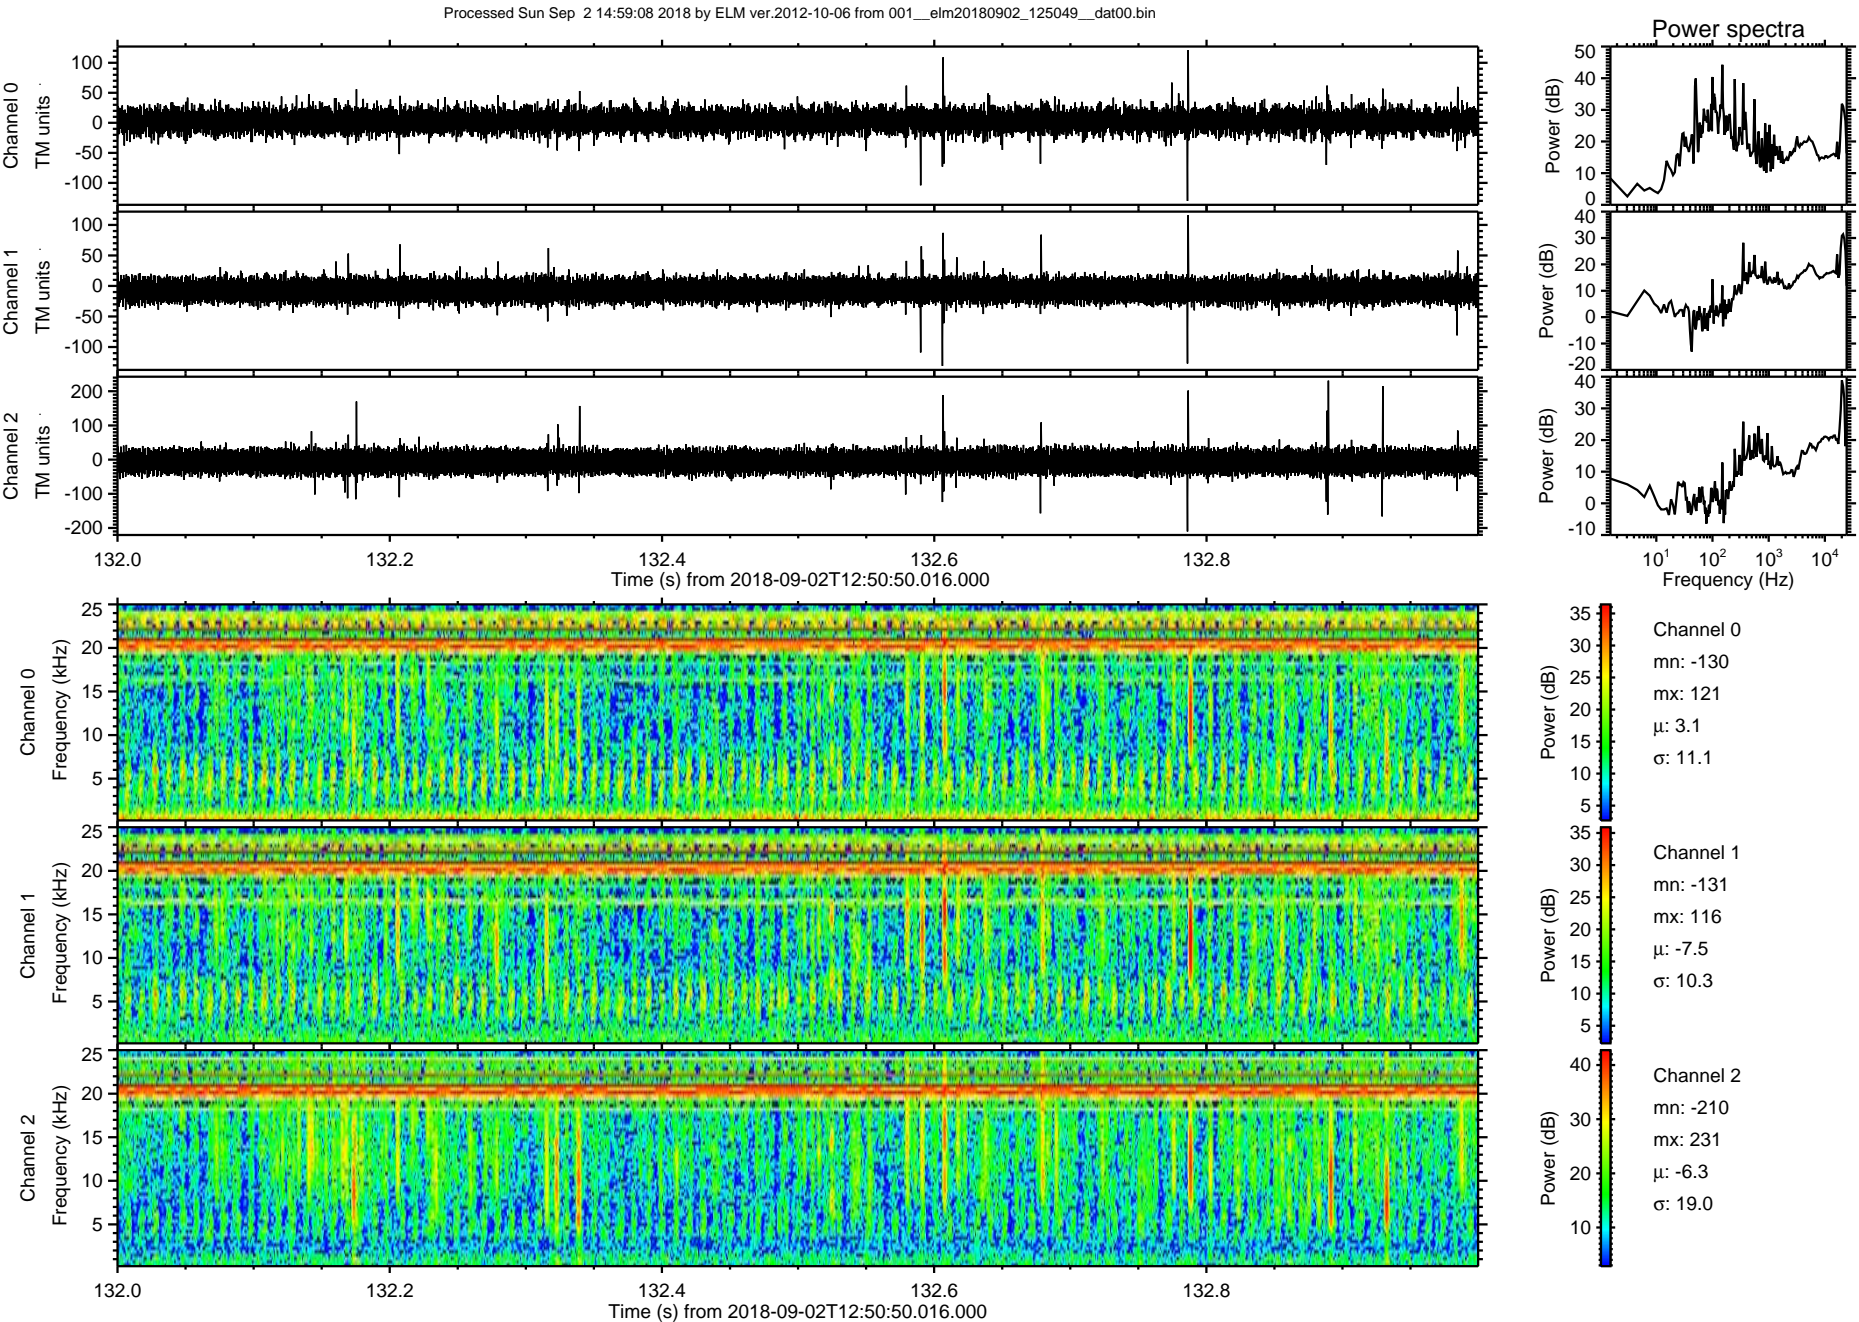 Processed Sun Sep  2 14:59:08 2018 by ELM ver.2012-10-06 from 001__elm20180902_125049__dat00.bin
Power spectra
Channel 0
TM units
100
50
0
-50
-100
Power (dB)
50
40
30
20
10
0
Channel 1
TM units
100
50
0
-50
-100
Power (dB)
40
30
20
10
0
-10
-20
Channel 2
TM units
200
100
0
-100
-200
Power (dB)
40
30
20
10
0
-10
132.0 132.2 132.4 132.6 132.8
Time (s) from 2018-09-02T12:50:50.016.000
10¹ 10² 10³ 10⁴
Frequency (Hz)
Channel 0
Frequency (kHz)
25
20
15
10
5
Power (dB)
35
30
25
20
15
10
5
Channel 0
mn: -130
mx: 121
μ: 3.1
σ: 11.1
Channel 1
Frequency (kHz)
25
20
15
10
5
Power (dB)
35
30
25
20
15
10
5
Channel 1
mn: -131
mx: 116
μ: -7.5
σ: 10.3
Channel 2
Frequency (kHz)
25
20
15
10
5
Power (dB)
40
30
20
10
Channel 2
mn: -210
mx: 231
μ: -6.3
σ: 19.0
132.0 132.2 132.4 132.6 132.8
Time (s) from 2018-09-02T12:50:50.016.000